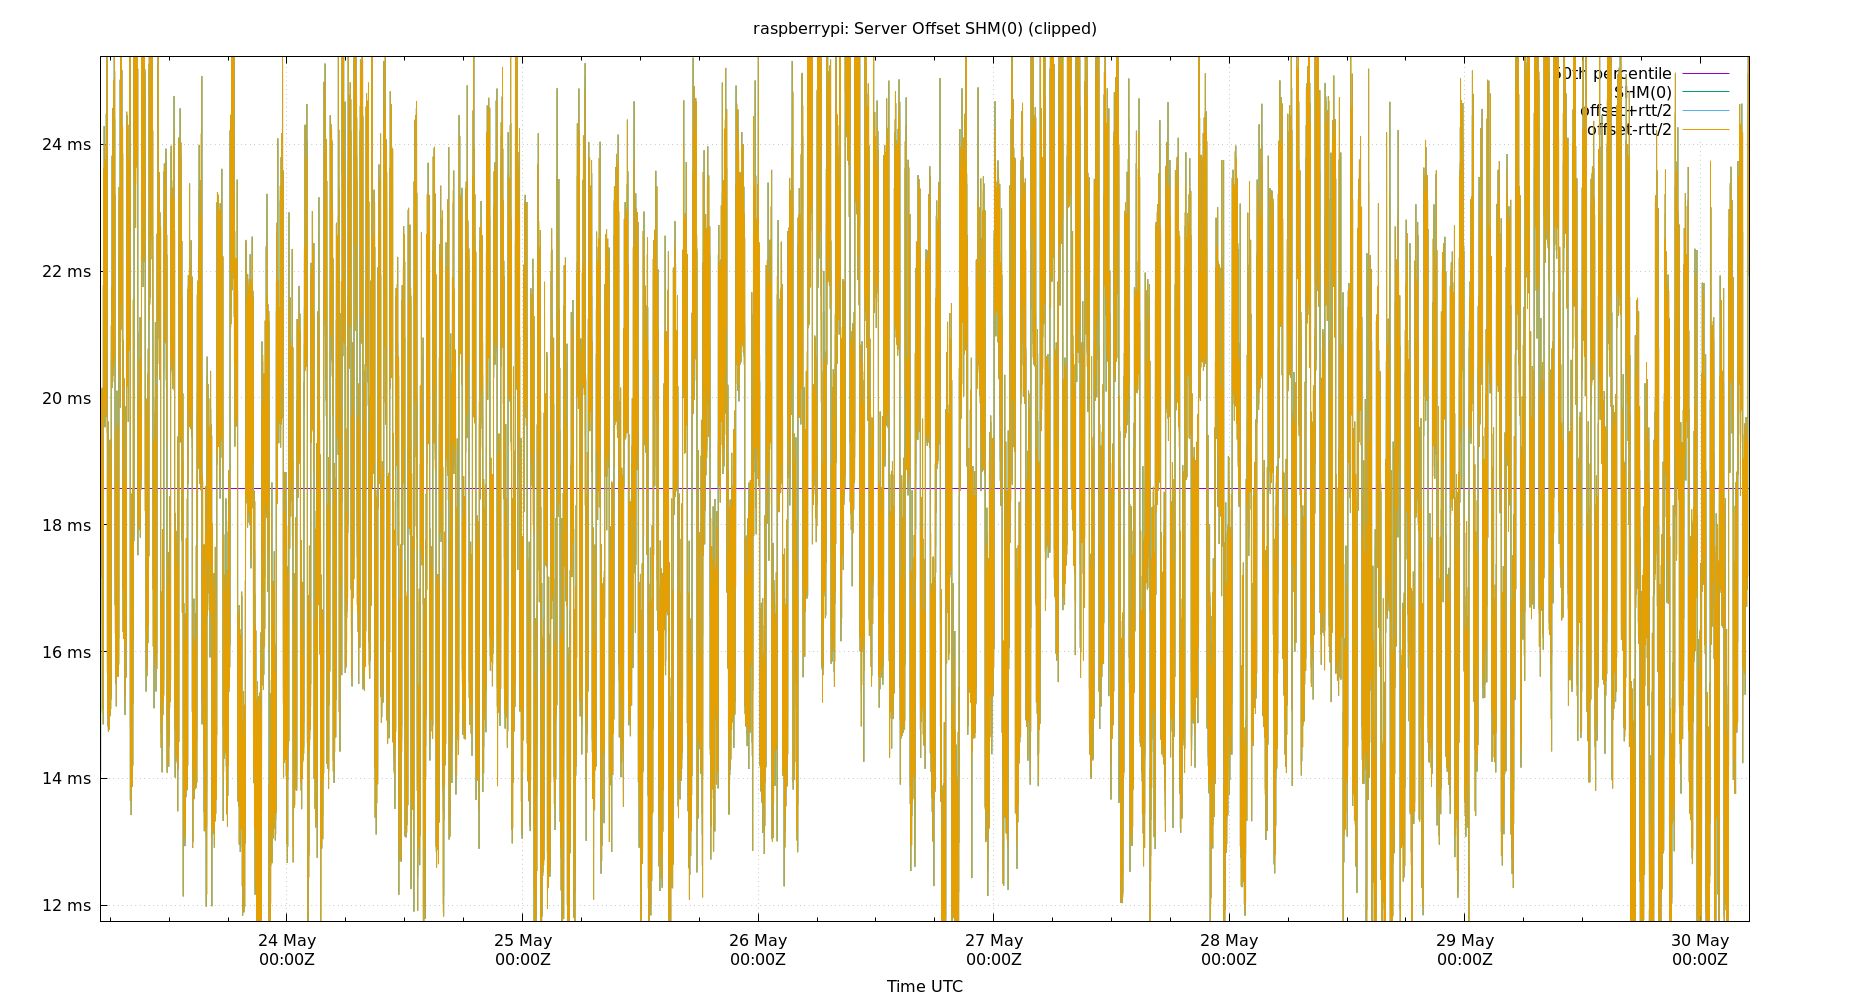 raspberrypi: Server Offset SHM(0) (clipped)
50th percentile
SHM(0)
offset+rtt/2
offset-rtt/2
24 ms
22 ms
20 ms
18 ms
16 ms
14 ms
12 ms
24 May 25 May 26 May 27 May 28 May 29 May 30 May
00:00Z 00:00Z 00:00Z 00:00Z 00:00Z 00:00Z 00:00Z
Time UTC